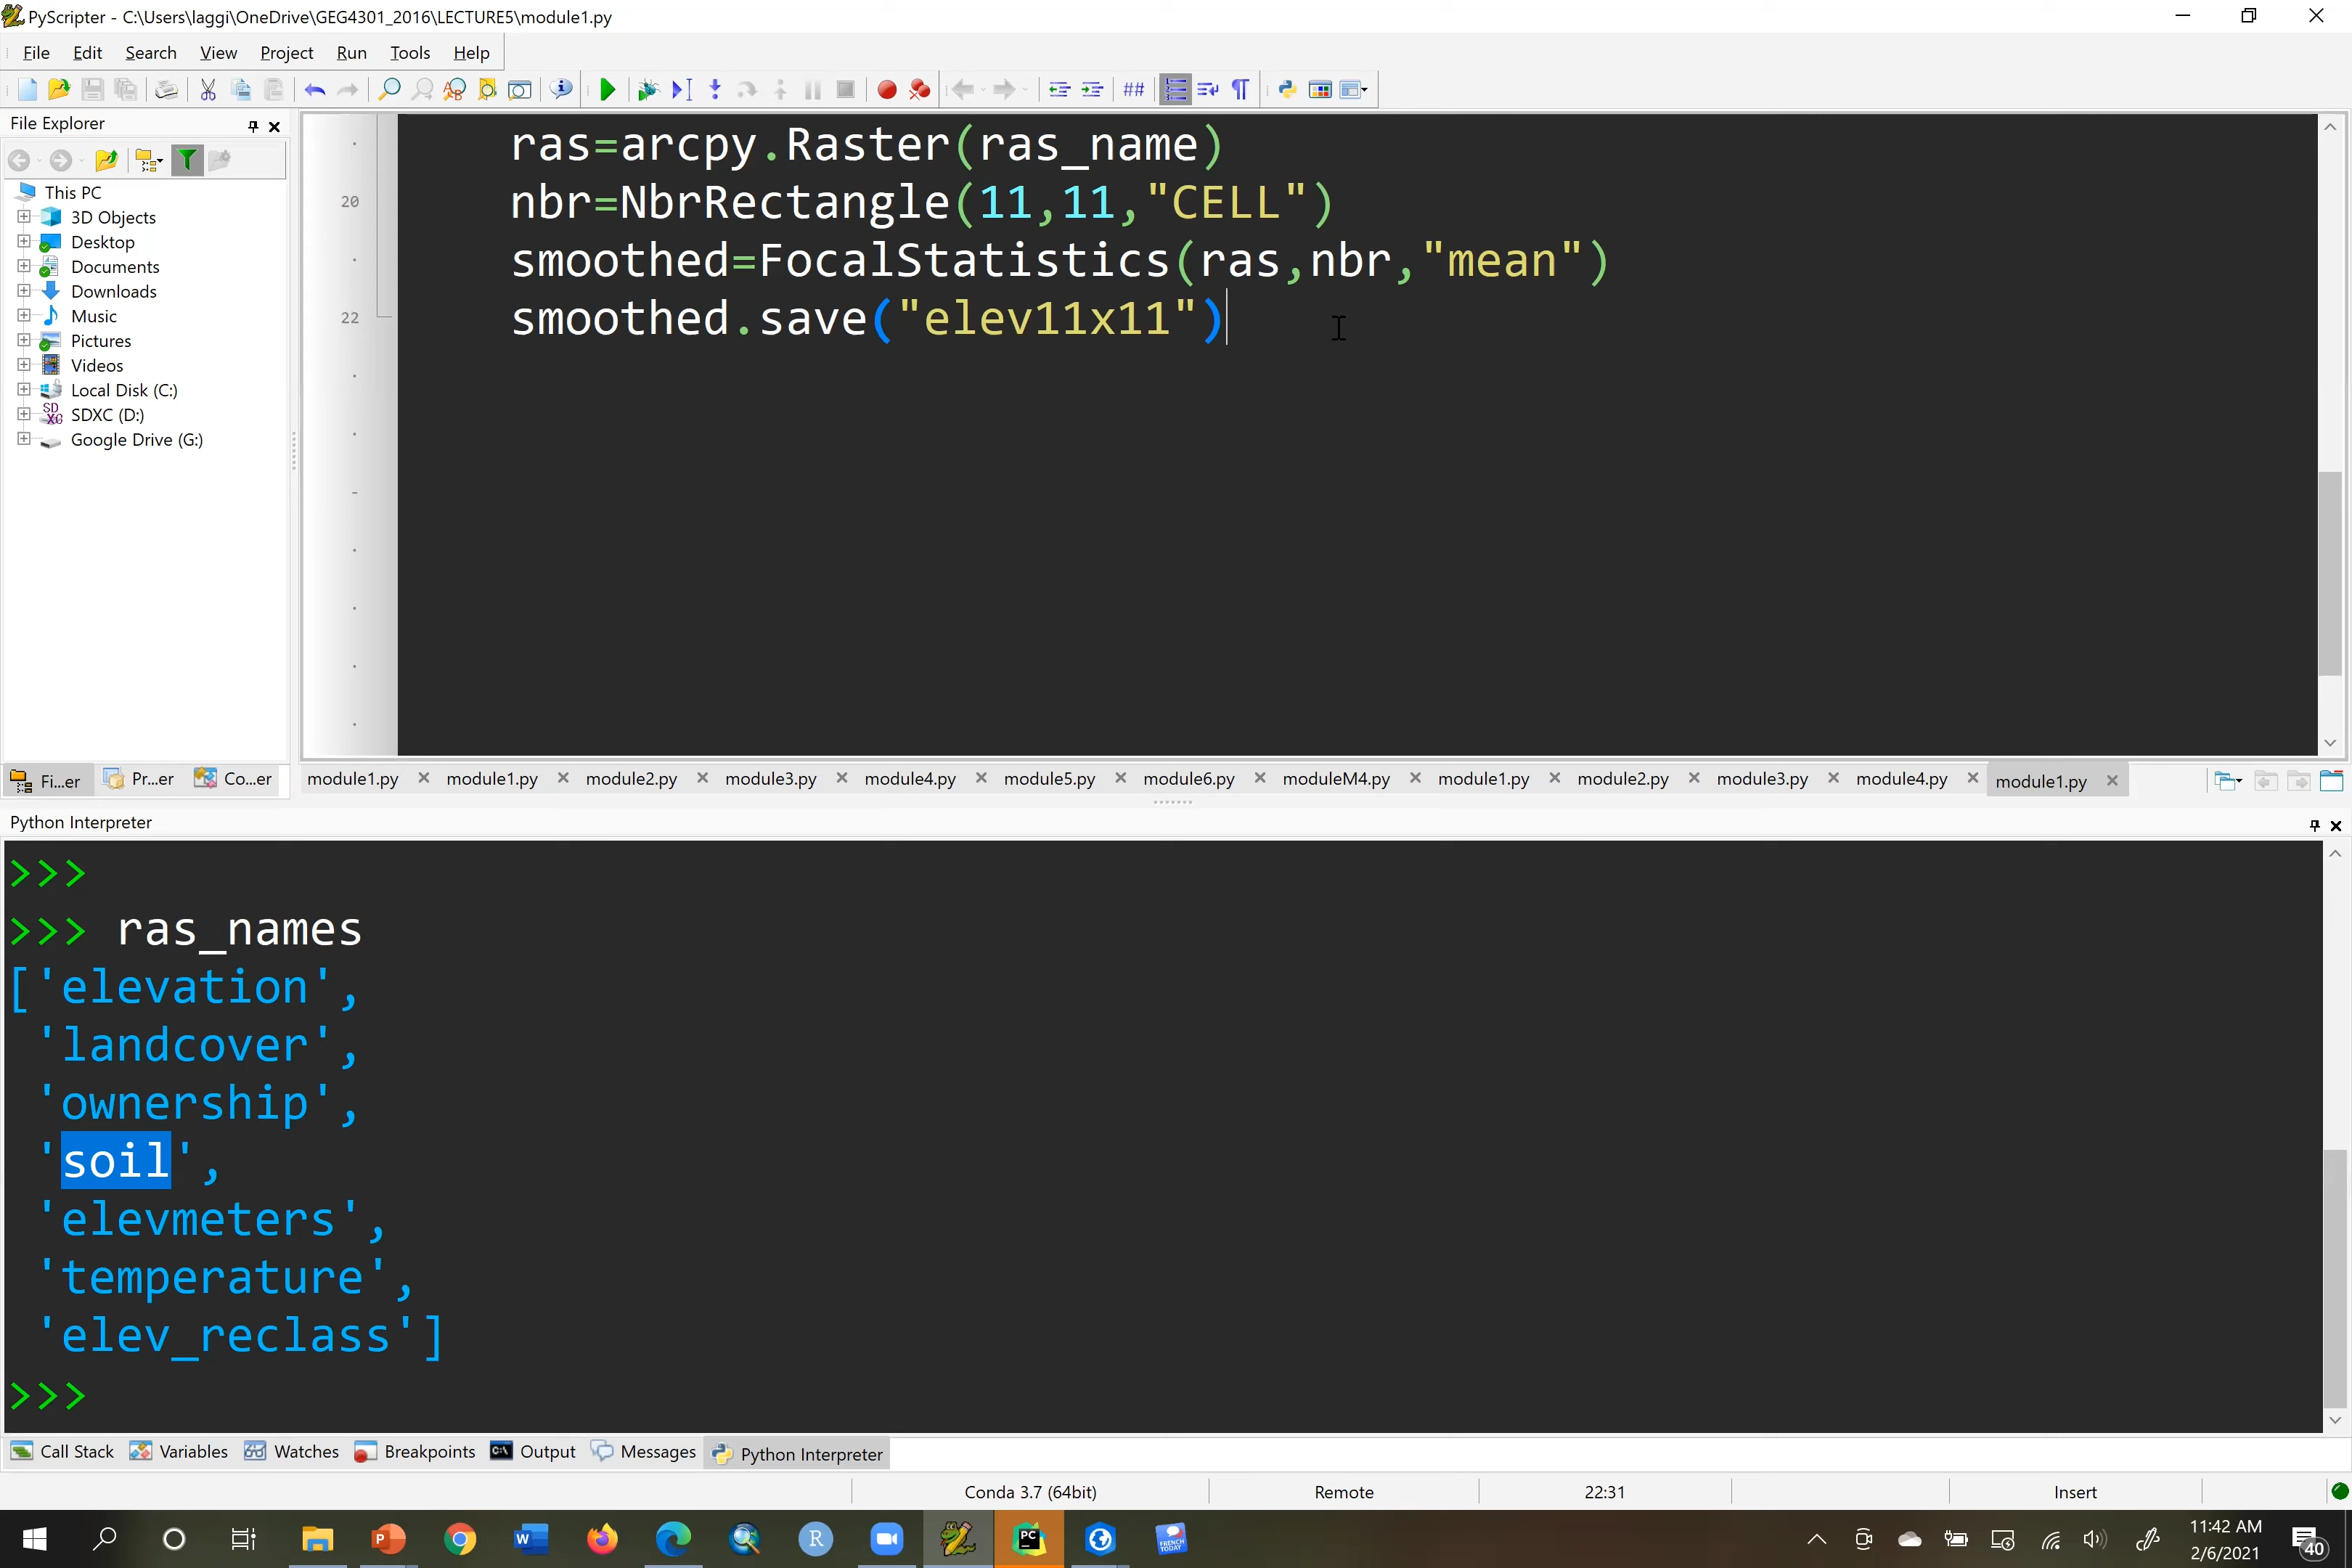 PyScripter - C:\Users\laggi\OneDrive\GEG4301_2016\LECTURE5\module1.py
File Edit Search View Project Run Tools Help
File Explorer
This PC
3D Objects
Desktop
Documents
Downloads
Music
Pictures
Videos
Local Disk (C:)
SDXC (D:)
Google Drive (G:)
Fi...er Pr...er Co...er
ras=arcpy.Raster(ras_name)
20 nbr=NbrRectangle(11,11,"CELL")
smoothed=FocalStatistics(ras,nbr,"mean")
22 smoothed.save("elev11x11")
module1.py module1.py module2.py module3.py module4.py module5.py module6.py moduleM4.py module1.py module2.py module3.py module4.py module1.py
Python Interpreter
>>>
>>> ras_names
['elevation',
'landcover',
'ownership',
'soil',
'elevmeters',
'temperature',
'elev_reclass']
>>>
Call Stack Variables Watches Breakpoints Output Messages Python Interpreter
Conda 3.7 (64bit) Remote 22:31 Insert
11:42 AM
2/6/2021
40